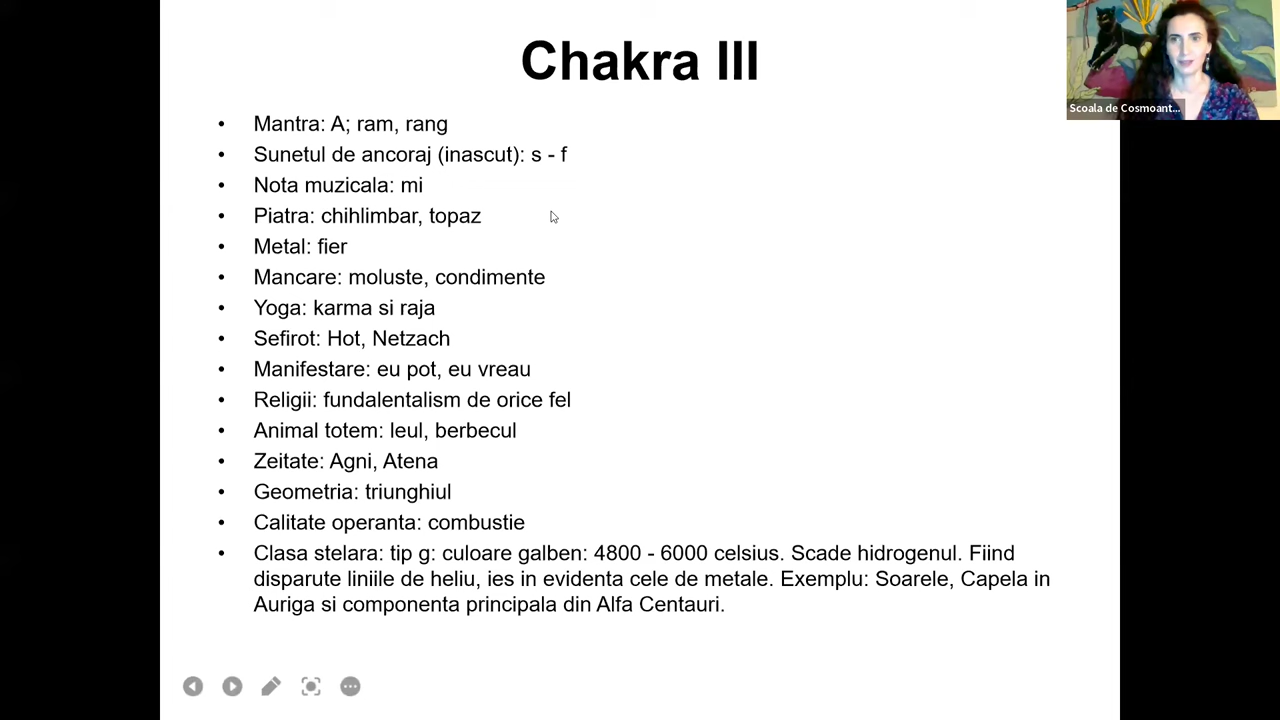 Chakra III
Scoala de Cosmoant...
• Mantra: A; ram, rang
• Sunetul de ancoraj (inascut): s - f
• Nota muzicala: mi
• Piatra: chihlimbar, topaz
• Metal: fier
• Mancare: moluste, condimente
• Yoga: karma si raja
• Sefirot: Hot, Netzach
• Manifestare: eu pot, eu vreau
• Religii: fundalentalism de orice fel
• Animal totem: leul, berbecul
• Zeitate: Agni, Atena
• Geometria: triunghiul
• Calitate operanta: combustie
• Clasa stelara: tip g: culoare galben: 4800 - 6000 celsius. Scade hidrogenul. Fiind
disparute liniile de heliu, ies in evidenta cele de metale. Exemplu: Soarele, Capela in
Auriga si componenta principala din Alfa Centauri.